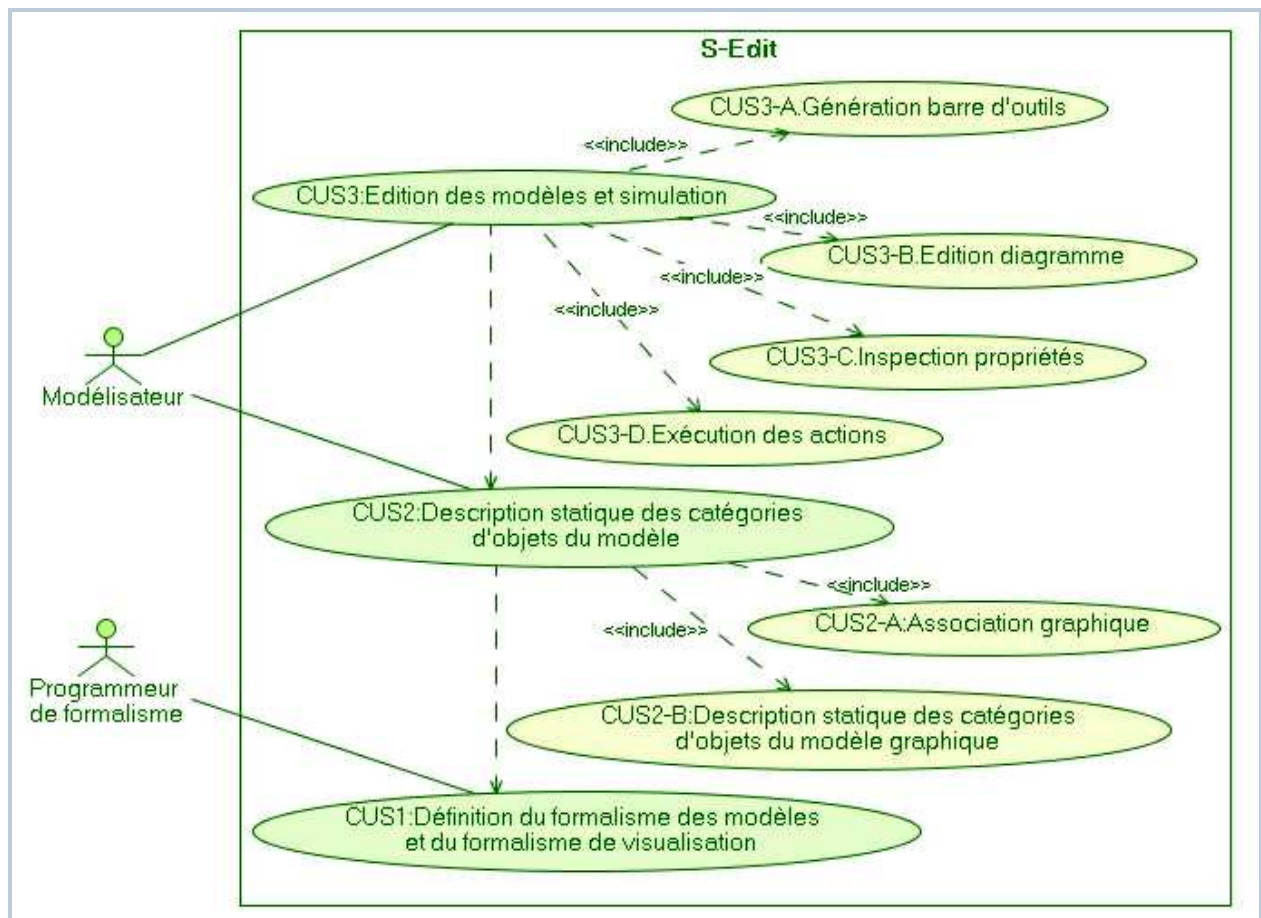 S-Edit
CUS3-A.Génération barre d'outils
<<include>>
CUS3:Edition des modèles et simulation
<<include>>
CUS3-B.Edition diagramme
<<include>>
<<include>>
CUS3-C.Inspection propriétés
Modélisateur
CUS3-D.Exécution des actions
CUS2:Description statique des catégories
d'objets du modèle
<<include>>
CUS2-A:Association graphique
<<include>>
Programmeur
de formalisme
CUS2-B:Description statique des catégories
d'objets du modèle graphique
CUS1:Définition du formalisme des modèles
et du formalisme de visualisation